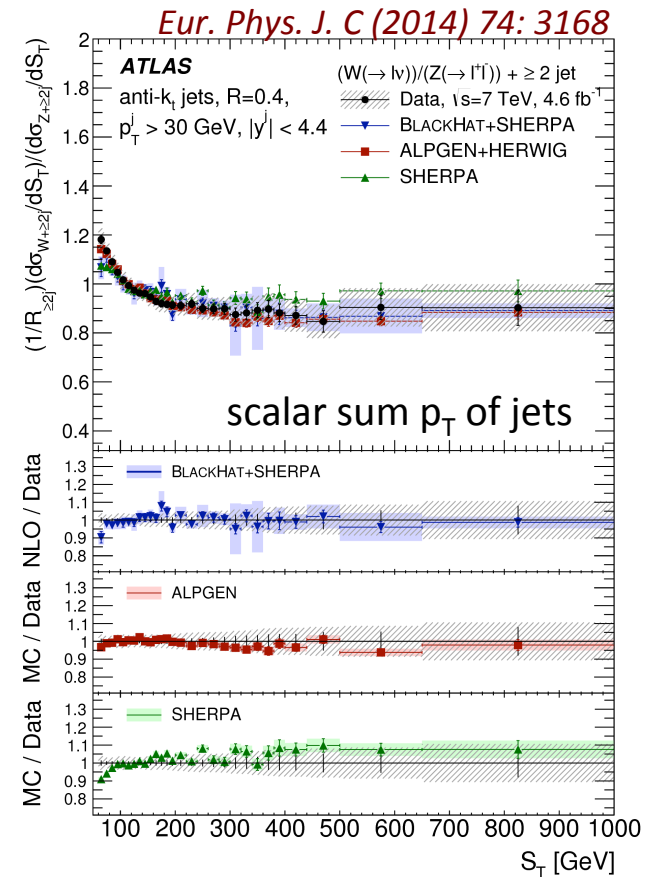 Eur. Phys. J. C (2014) 74: 3168
(1/R≥2j)(dσW+≥2j/dST)/(dσZ+≥2j/dST)
2
1.8
1.6
1.4
1.2
1
0.8
0.6
0.4
ATLAS
anti-kt jets, R=0.4,
pTj > 30 GeV, |yj| < 4.4
(W(→ lν))/(Z(→ l+l-)) + ≥ 2 jet
Data, √s=7 TeV, 4.6 fb-1
BLACKHAT+SHERPA
ALPGEN+HERWIG
SHERPA
scalar sum pT of jets
NLO / Data
1.3
1.2
1.1
1.0
0.9
0.8
BLACKHAT+SHERPA
MC / Data
1.3
1.2
1.1
1
0.9
0.8
ALPGEN
MC / Data
1.3
1.2
1.1
1
0.9
0.8
SHERPA
100 200 300 400 500 600 700 800 900 1000
ST [GeV]